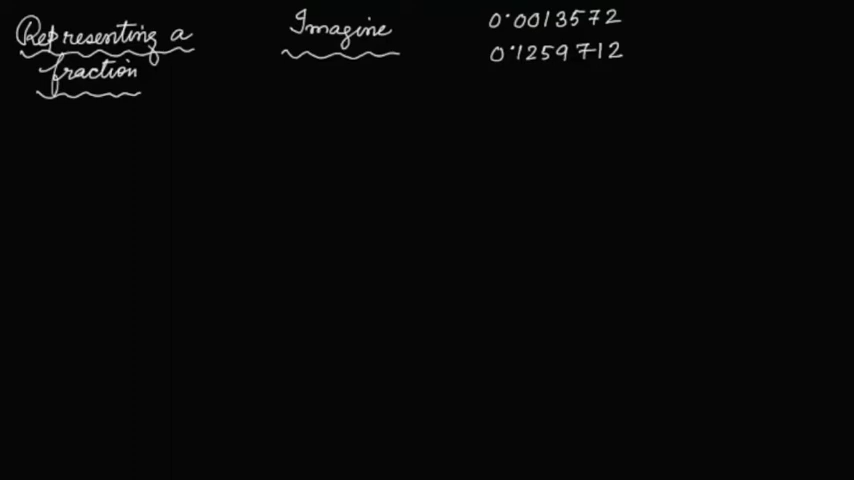 Representing a
fraction
Imagine
0.0013572
0.1259712